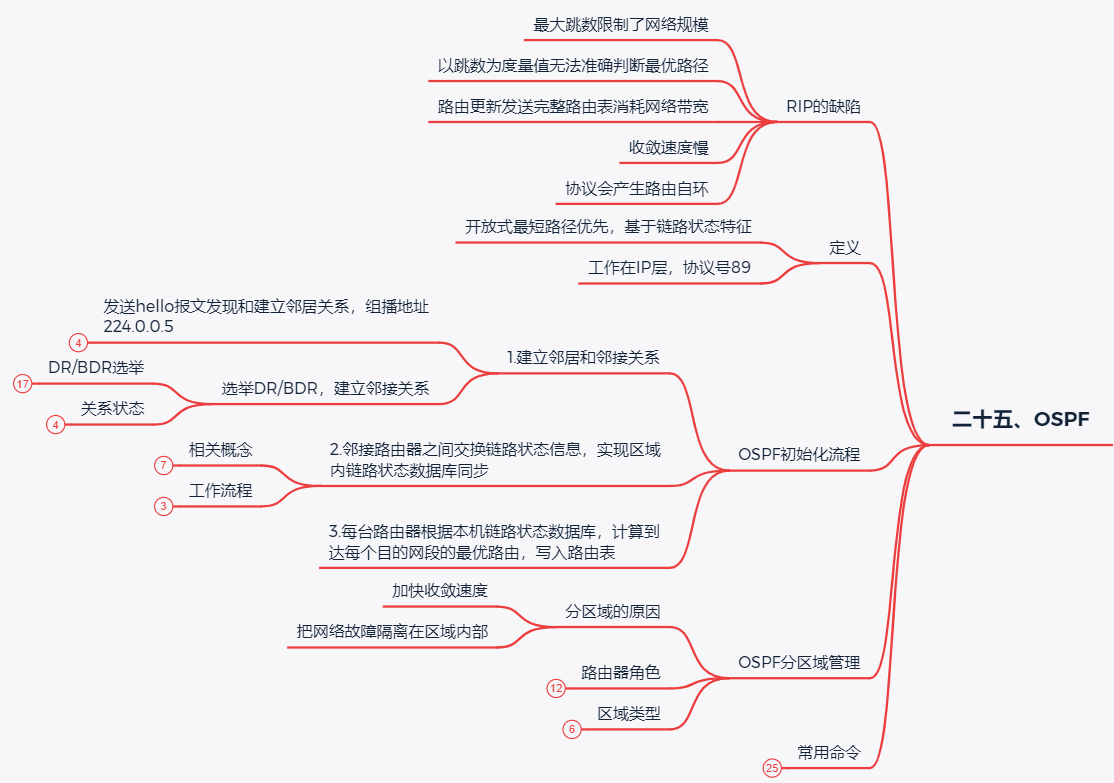 二十五、OSPF
RIP的缺陷
最大跳数限制了网络规模
以跳数为度量值无法准确判断最优路径
路由更新发送完整路由表消耗网络带宽
收敛速度慢
协议会产生路由自环
定义
开放式最短路径优先，基于链路状态特征
工作在IP层，协议号89
OSPF初始化流程
1.建立邻居和邻接关系
发送hello报文发现和建立邻居关系，组播地址
224.0.0.5
4
选举DR/BDR，建立邻接关系
DR/BDR选举
17
关系状态
4
2.邻接路由器之间交换链路状态信息，实现区域
内链路状态数据库同步
相关概念
7
工作流程
3
3.每台路由器根据本机链路状态数据库，计算到
达每个目的网段的最优路由，写入路由表
OSPF分区域管理
分区域的原因
加快收敛速度
把网络故障隔离在区域内部
路由器角色
12
区域类型
6
常用命令
25